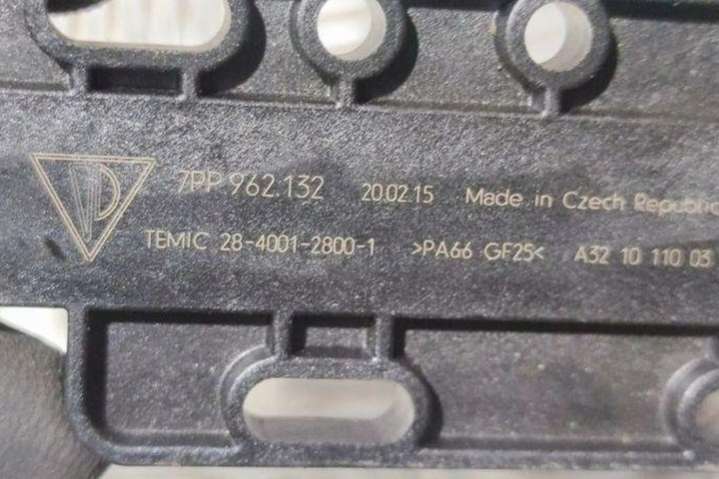 7PP 962.132 20.02.15 Made in Czech Republic
TEMIC 28-4001-2800-1 >PA66 GF25< A32 10 110 03